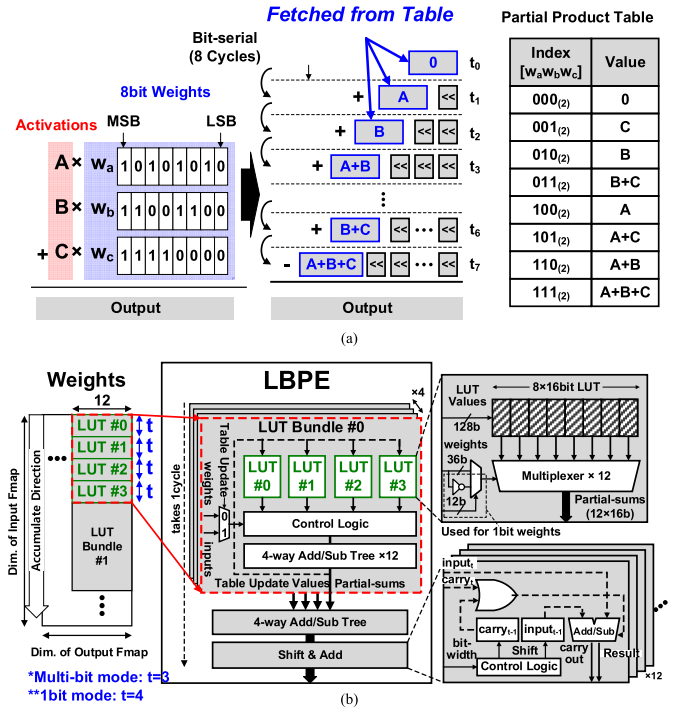 Fetched from Table
Partial Product Table
Bit-serial
(8 Cycles)
8bit Weights
Activations
MSB
LSB
A × wa 1 0 1 0 1 0 1 0
B × wb 1 1 0 0 1 1 0 0
+ C × wc 1 1 1 1 0 0 0 0
Output
0 t0
+ A << t1
+ B << << t2
+ A+B << << << t3
+ B+C << << ··· << t6
- A+B+C << << ··· << t7
Output
Index [wawbwc] Value
000(2) 0
001(2) C
010(2) B
011(2) B+C
100(2) A
101(2) A+C
110(2) A+B
111(2) A+B+C
(a)
Weights
12
LUT #0 t
LUT #1 t
LUT #2 t
LUT #3 t
LUT
Bundle
#1
Dim. of Input Fmap
Accumulate Direction
Dim. of Output Fmap
*Multi-bit mode: t=3
**1bit mode: t=4
LBPE
×4
takes 1cycle
LUT Bundle #0
Table Update
weights
inputs
0
1
LUT #0
LUT #1
LUT #2
LUT #3
Control Logic
4-way Add/Sub Tree ×12
Table Update Values
Partial-sums
4-way Add/Sub Tree
Shift & Add
LUT Values
8×16bit LUT
128b
weights
36b
12b
Multiplexer × 12
Partial-sums
(12×16b)
Used for 1bit weights
inputt
carryt
carryt-1
inputt-1
Add/Sub
bit-width
Shift
carry out
Result
Control Logic
×12
(b)